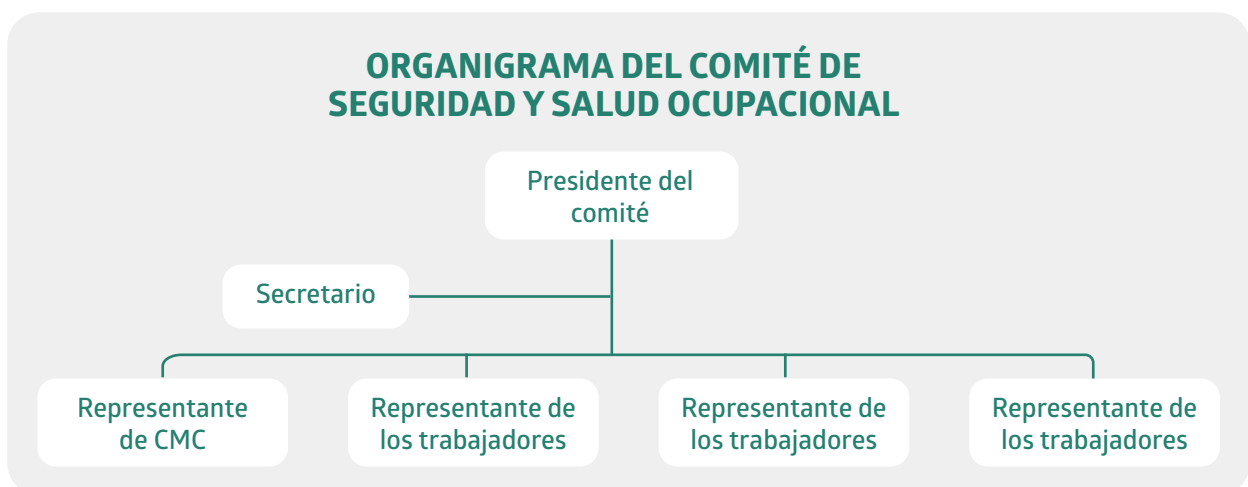 ORGANIGRAMA DEL COMITÉ DE
SEGURIDAD Y SALUD OCUPACIONAL
Presidente del
comité
Secretario
Representante
de CMC
Representante de
los trabajadores
Representante de
los trabajadores
Representante de
los trabajadores